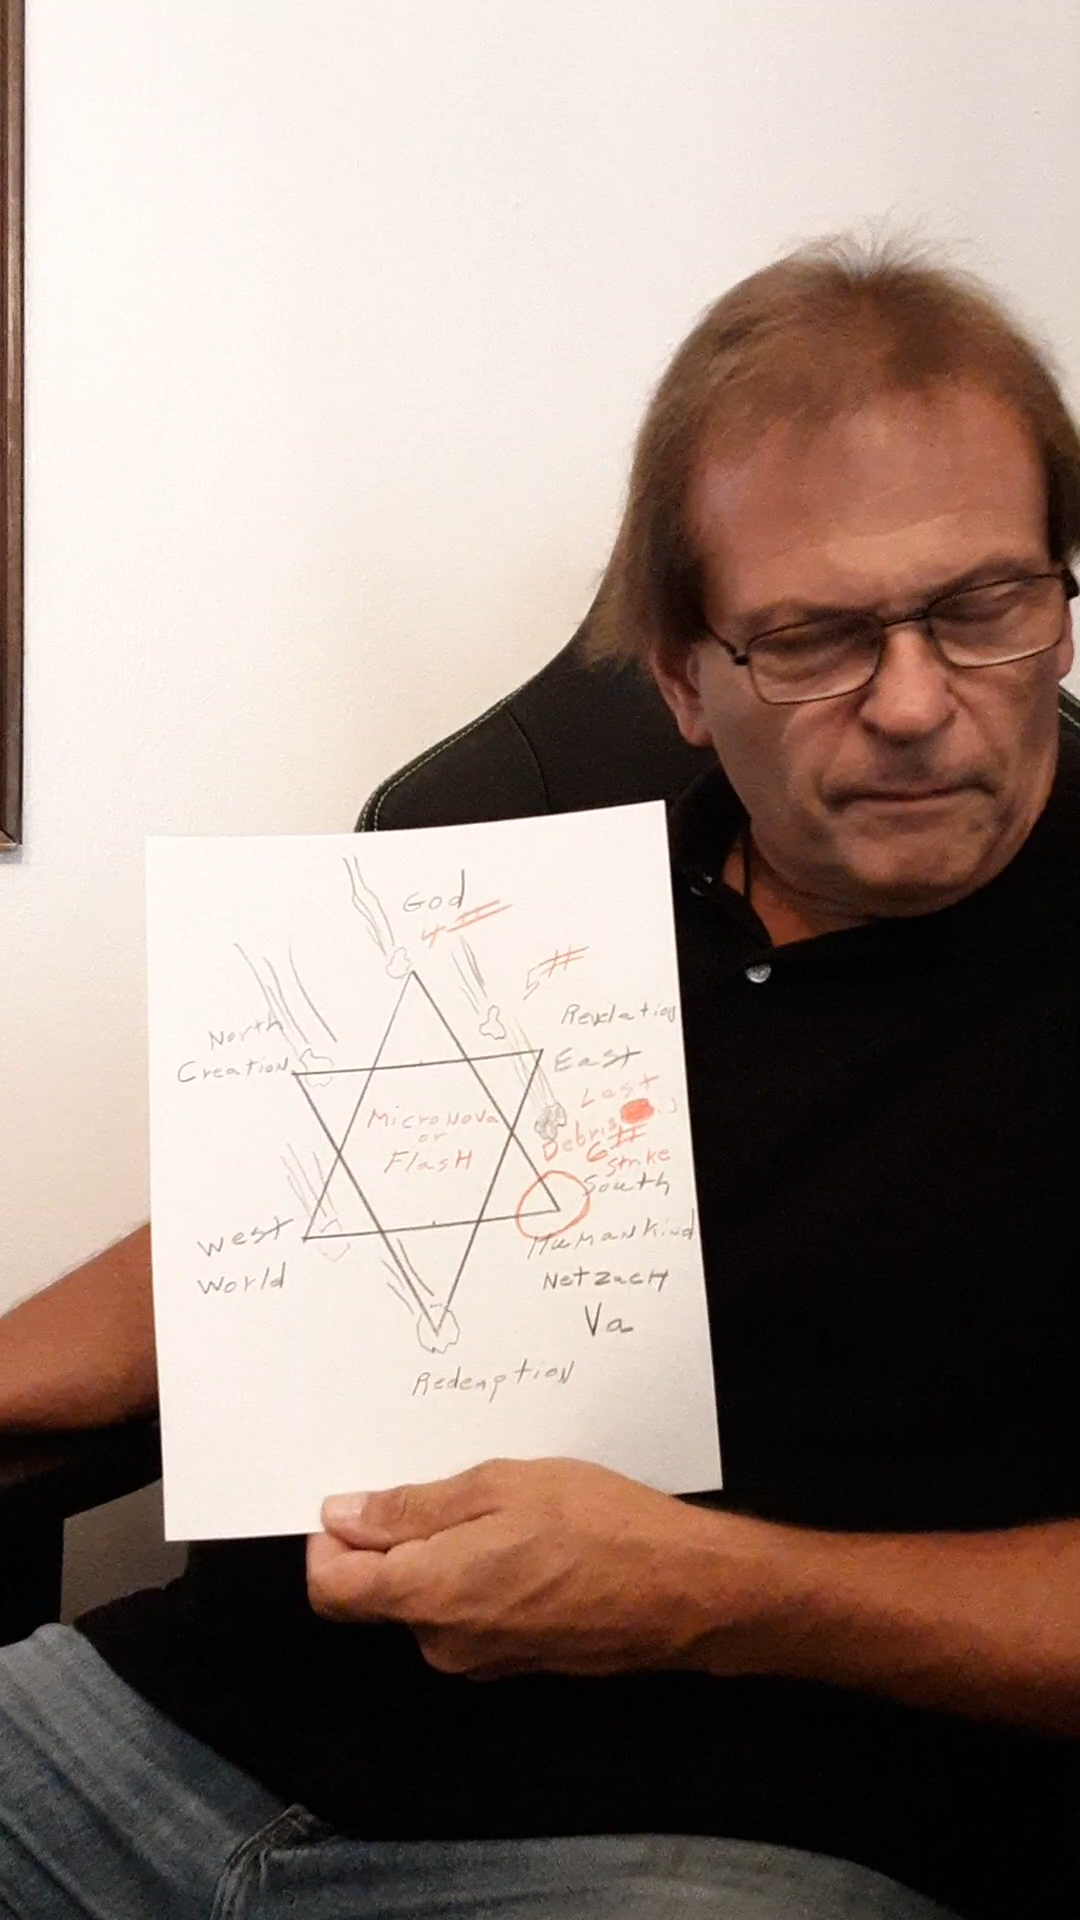 God
4#
5#
North
Creation
Revelation
East
Last
Debris
6#
Strike
MicroNova
or
FlasH
South
West
World
HumanKind
NetzacH
Va
Redemption